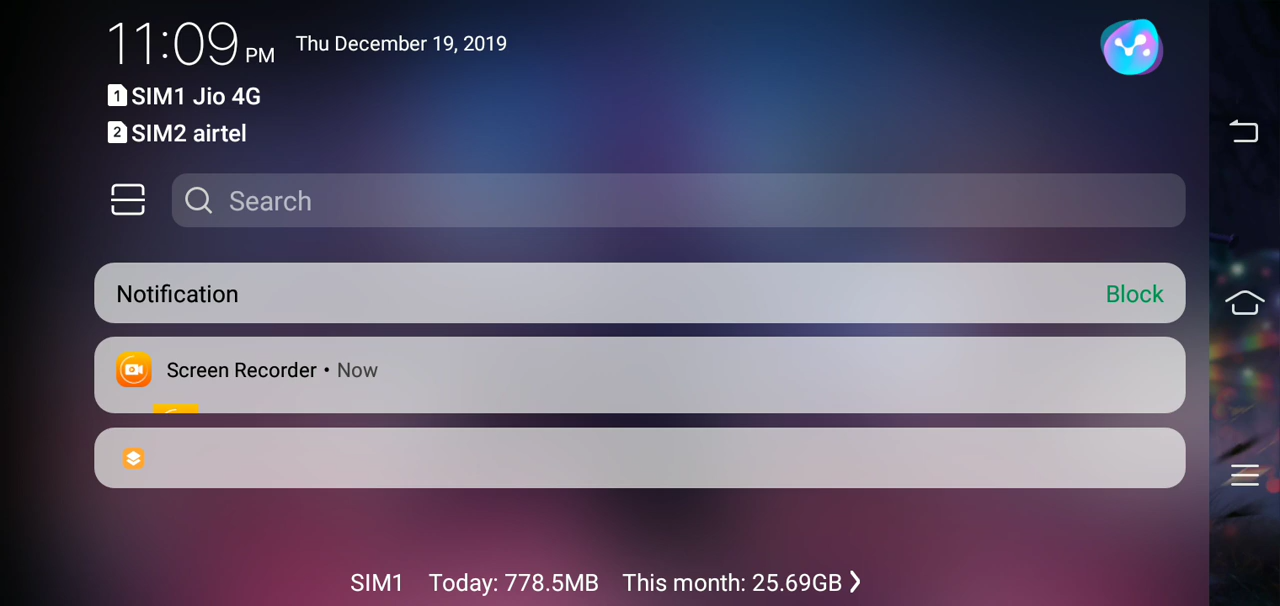 11:09 PM Thu December 19, 2019
1 SIM1 Jio 4G
2 SIM2 airtel
Search
Notification Block
Screen Recorder • Now
SIM1 Today: 778.5MB This month: 25.69GB